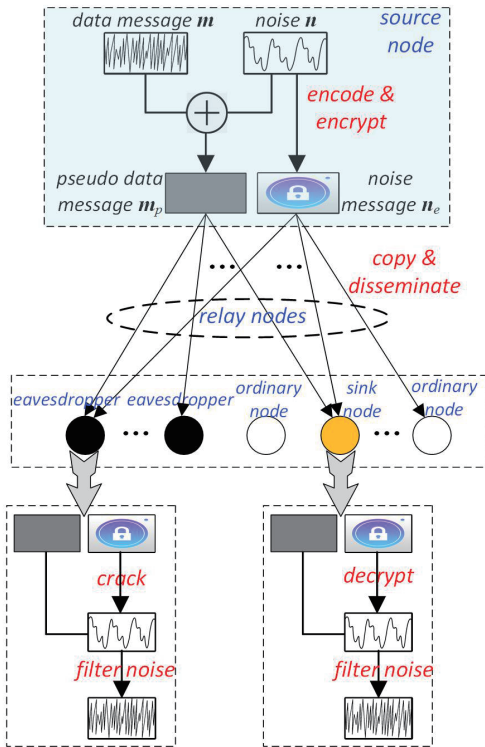 data message m
noise n
source
node
encode &
encrypt
pseudo data
message mₚ
noise
message nₑ
...
...
copy &
disseminate
relay nodes
eavesdropper
eavesdropper
ordinary
node
sink
node
ordinary
node
...
...
crack
filter noise
decrypt
filter noise